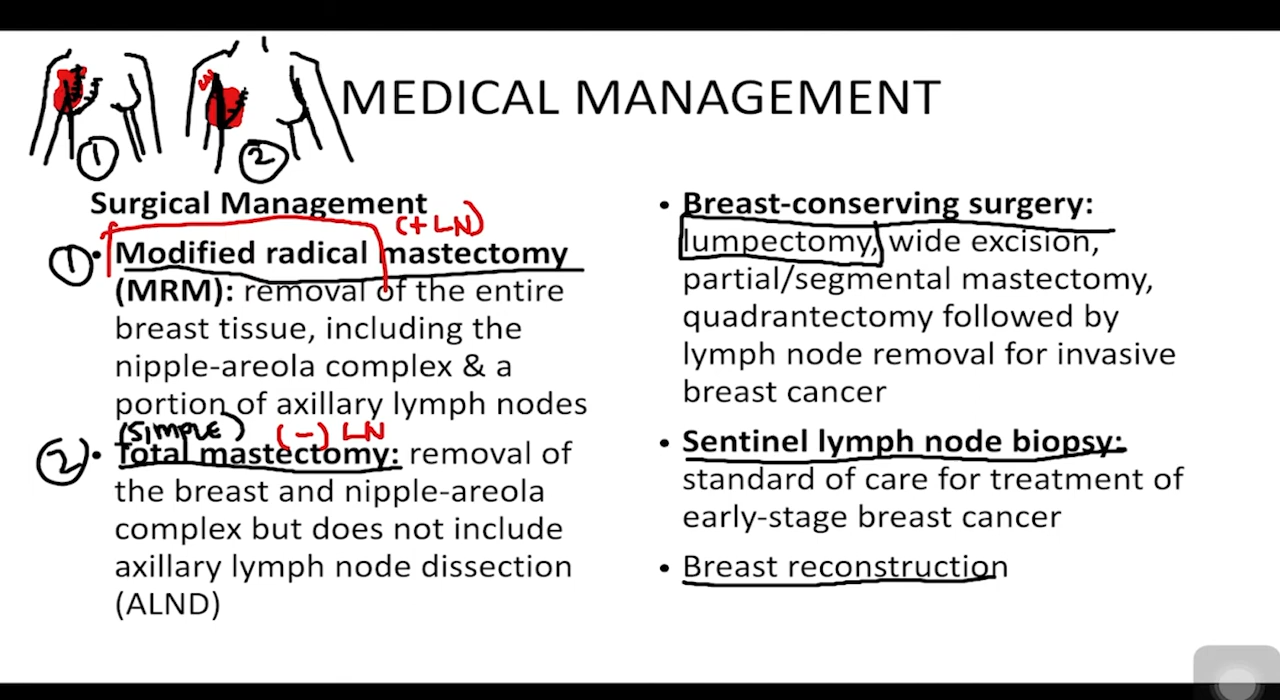 MEDICAL MANAGEMENT
1
2
Surgical Management
(+ LN)
1
• Modified radical mastectomy
(MRM): removal of the entire
breast tissue, including the
nipple-areola complex & a
portion of axillary lymph nodes
(SIMPLE) (-) LN
2
• Total mastectomy: removal of
the breast and nipple-areola
complex but does not include
axillary lymph node dissection
(ALND)
• Breast-conserving surgery:
lumpectomy, wide excision,
partial/segmental mastectomy,
quadrantectomy followed by
lymph node removal for invasive
breast cancer
• Sentinel lymph node biopsy:
standard of care for treatment of
early-stage breast cancer
• Breast reconstruction